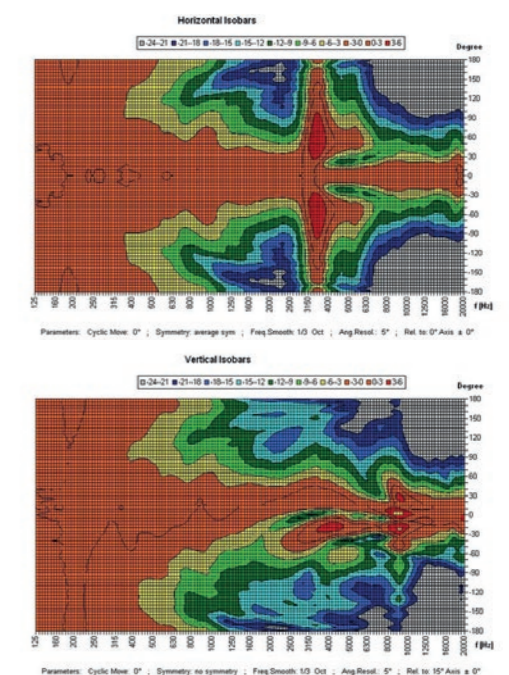 Horizontal Isobars
-24--21 -21--18 -18--15 -15--12 -12--9 -9--6 -6--3 -3-0 0-3 3-6
Degree
180
150
120
90
60
30
0
-30
-60
-90
-120
-150
-180
125 160 200 250 315 400 500 630 800 1000 1250 1600 2000 2500 3150 4000 5000 6300 8000 10000 12500 16000 20000
f [Hz]
Parameters: Cyclic Move: 0° ; Symmetry: average sym ; Freq.Smooth: 1/3 Oct ; Ang.Resol.: 5° ; Rel. to: 0° Axis ± 0°
Vertical Isobars
-24--21 -21--18 -18--15 -15--12 -12--9 -9--6 -6--3 -3-0 0-3 3-6
Degree
180
150
120
90
60
30
0
-30
-60
-90
-120
-150
-180
125 160 200 250 315 400 500 630 800 1000 1250 1600 2000 2500 3150 4000 5000 6300 8000 10000 12500 16000 20000
f [Hz]
Parameters: Cyclic Move: 0° ; Symmetry: no symmetry ; Freq.Smooth: 1/3 Oct ; Ang.Resol.: 5° ; Rel. to: 15° Axis ± 0°